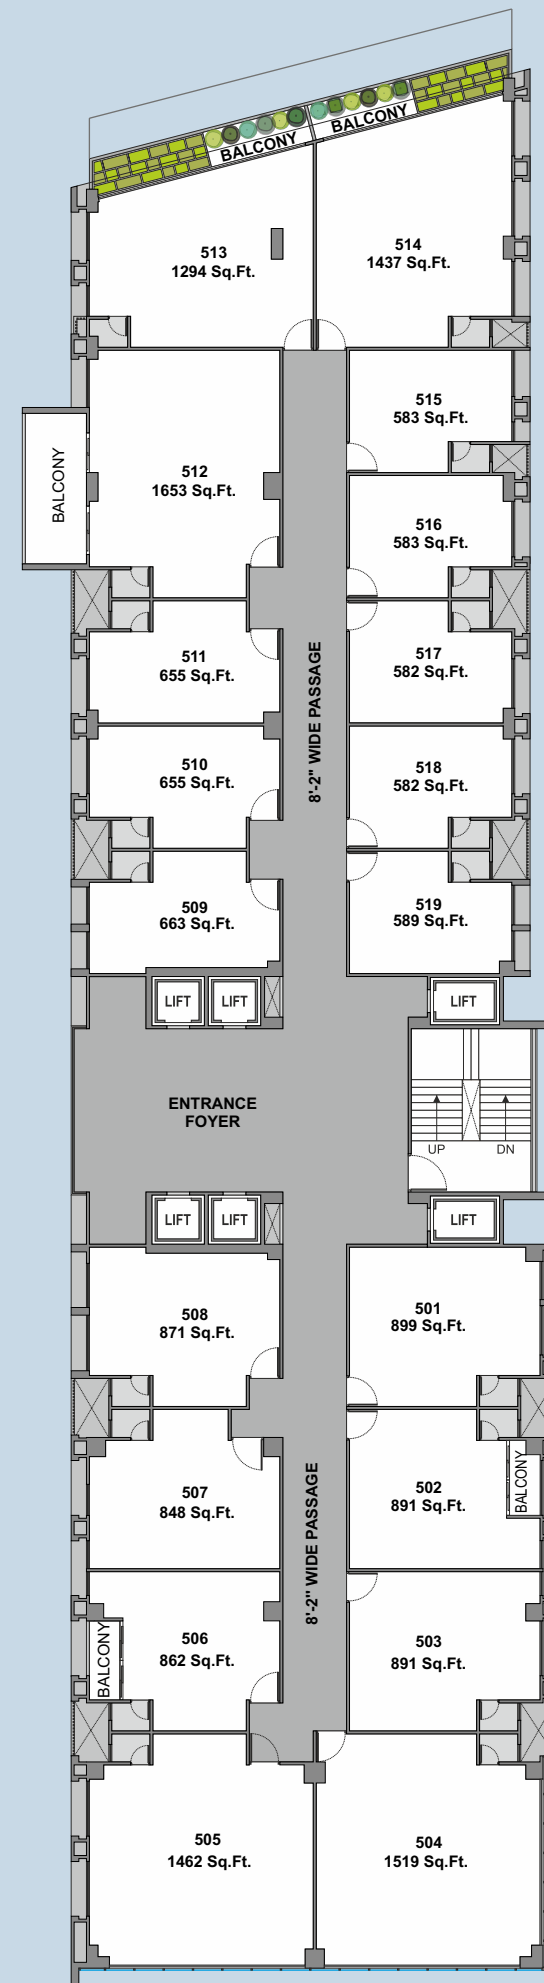 BALCONY
BALCONY
513
1294 Sq.Ft.
514
1437 Sq.Ft.
515
583 Sq.Ft.
512
1653 Sq.Ft.
BALCONY
516
583 Sq.Ft.
511
655 Sq.Ft.
517
582 Sq.Ft.
8'-2" WIDE PASSAGE
510
655 Sq.Ft.
518
582 Sq.Ft.
509
663 Sq.Ft.
519
589 Sq.Ft.
LIFT
LIFT
LIFT
ENTRANCE
FOYER
UP
DN
LIFT
LIFT
LIFT
508
871 Sq.Ft.
501
899 Sq.Ft.
507
848 Sq.Ft.
502
891 Sq.Ft.
BALCONY
8'-2" WIDE PASSAGE
506
862 Sq.Ft.
BALCONY
503
891 Sq.Ft.
505
1462 Sq.Ft.
504
1519 Sq.Ft.